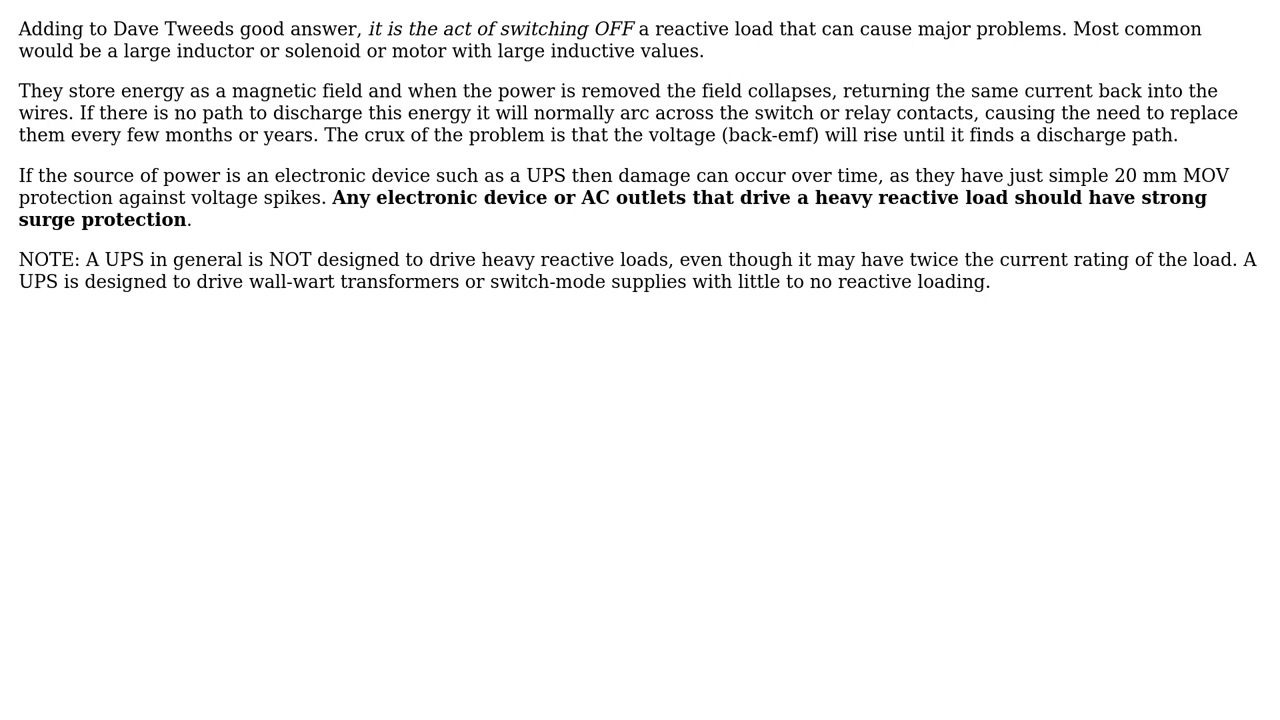 Adding to Dave Tweeds good answer, it is the act of switching OFF a reactive load that can cause major problems. Most common
would be a large inductor or solenoid or motor with large inductive values.
They store energy as a magnetic field and when the power is removed the field collapses, returning the same current back into the
wires. If there is no path to discharge this energy it will normally arc across the switch or relay contacts, causing the need to replace
them every few months or years. The crux of the problem is that the voltage (back-emf) will rise until it finds a discharge path.
If the source of power is an electronic device such as a UPS then damage can occur over time, as they have just simple 20 mm MOV
protection against voltage spikes. Any electronic device or AC outlets that drive a heavy reactive load should have strong
surge protection.
NOTE: A UPS in general is NOT designed to drive heavy reactive loads, even though it may have twice the current rating of the load. A
UPS is designed to drive wall-wart transformers or switch-mode supplies with little to no reactive loading.